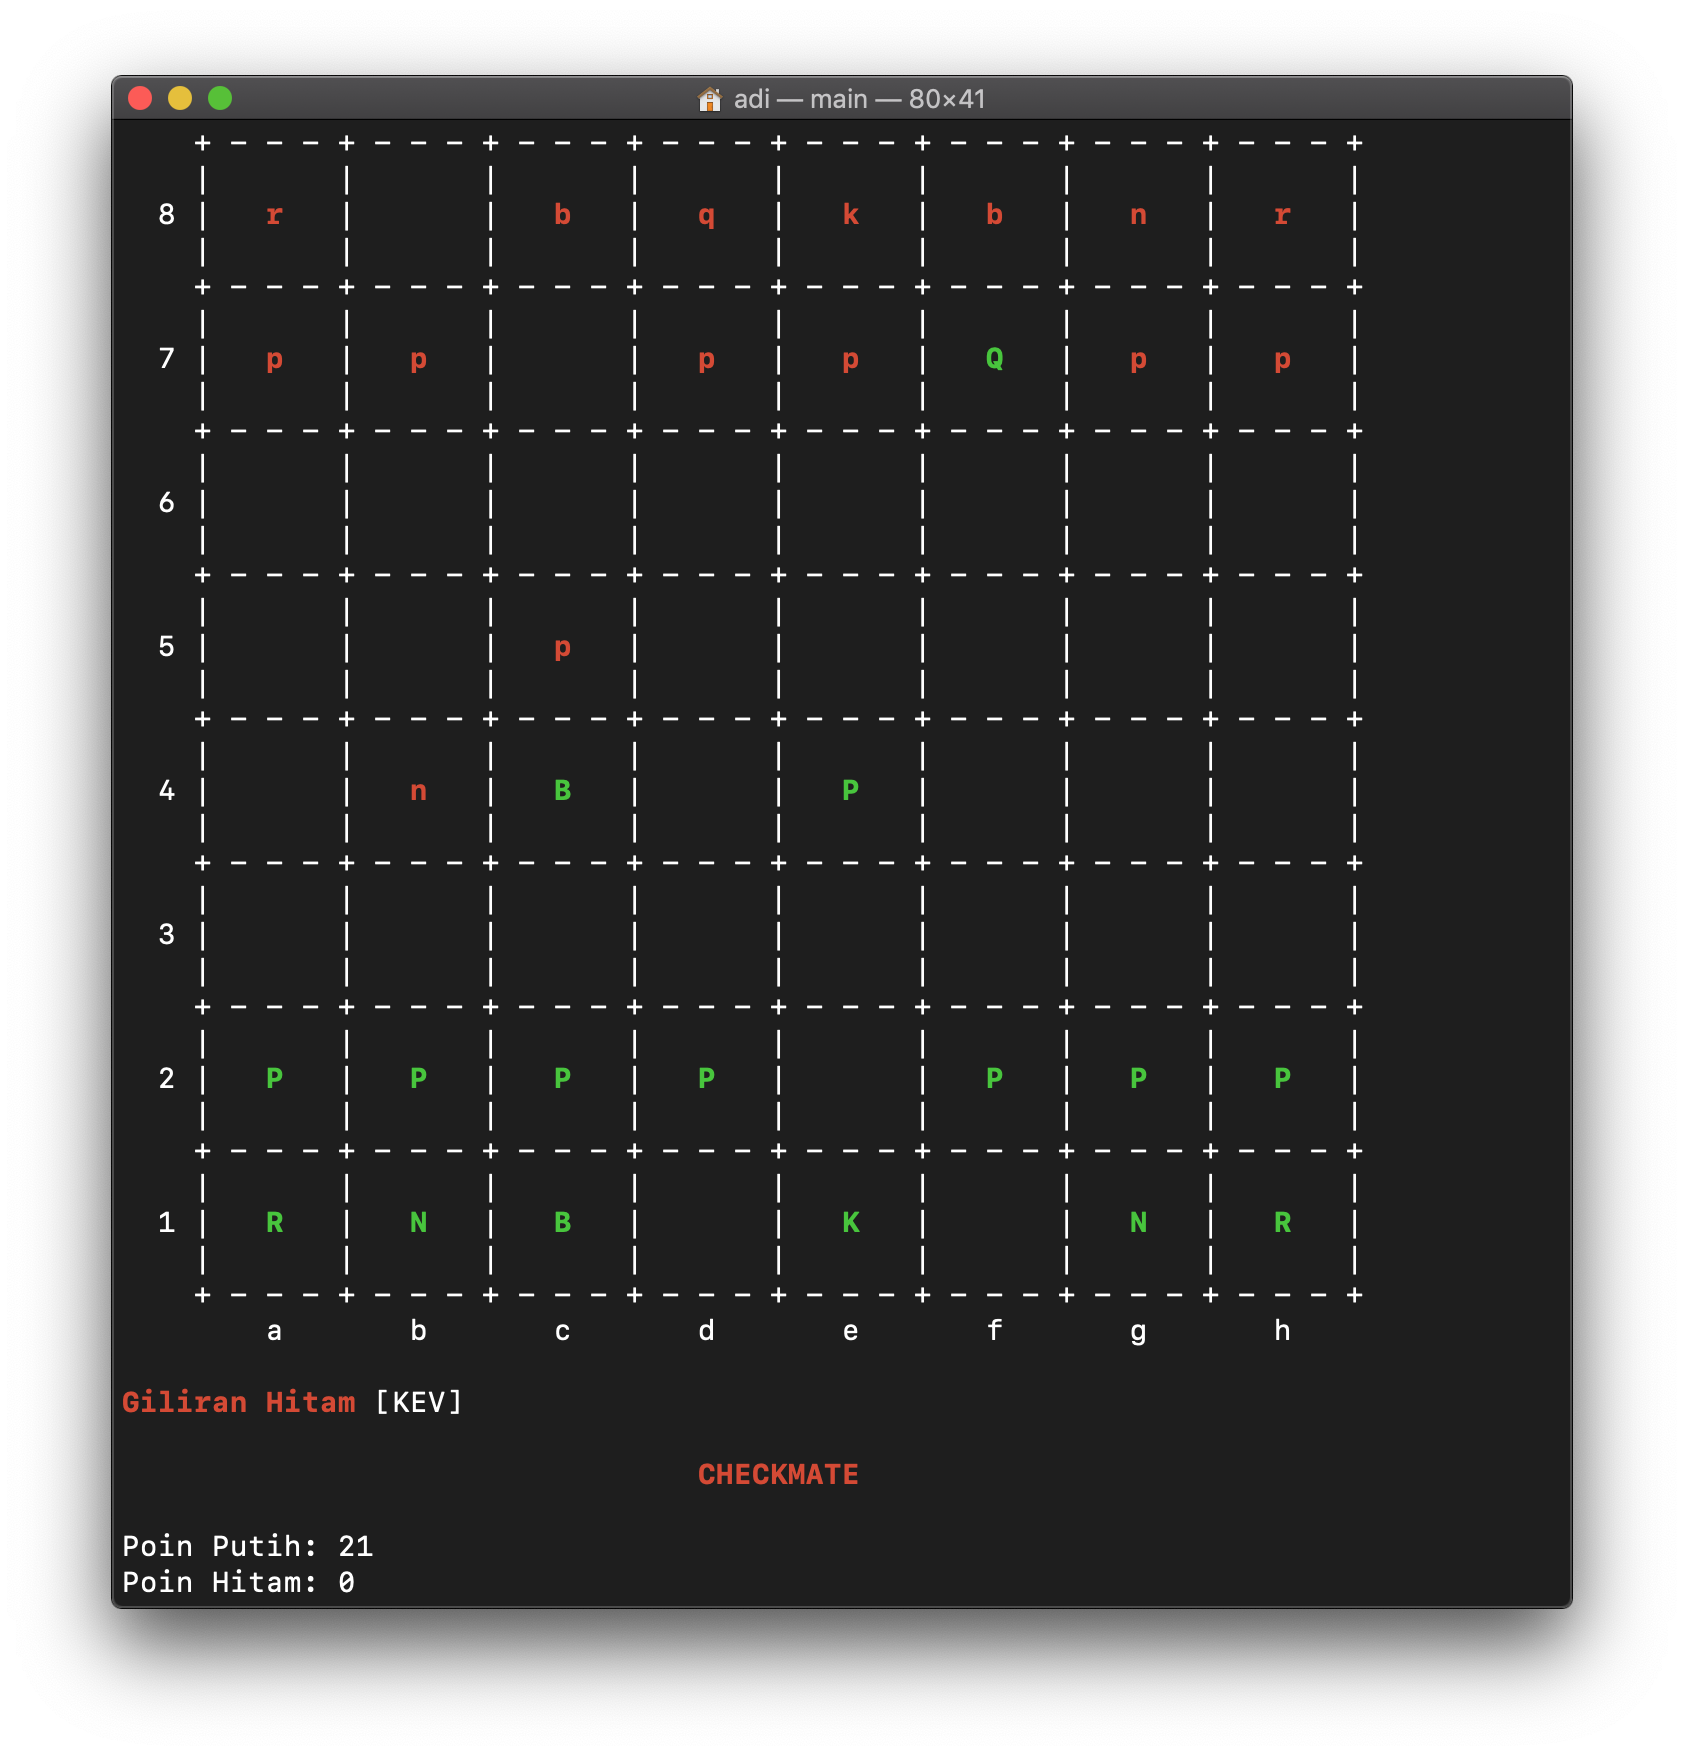 adi — main — 80×41
+ - - - + - - - + - - - + - - - + - - - + - - - + - - - + - - - +
| | | | | | | | |
8 | r | | b | q | k | b | n | r |
| | | | | | | | |
+ - - - + - - - + - - - + - - - + - - - + - - - + - - - + - - - +
| | | | | | | | |
7 | p | p | | p | p | Q | p | p |
| | | | | | | | |
+ - - - + - - - + - - - + - - - + - - - + - - - + - - - + - - - +
| | | | | | | | |
6 | | | | | | | | |
| | | | | | | | |
+ - - - + - - - + - - - + - - - + - - - + - - - + - - - + - - - +
| | | | | | | | |
5 | | | p | | | | | |
| | | | | | | | |
+ - - - + - - - + - - - + - - - + - - - + - - - + - - - + - - - +
| | | | | | | | |
4 | | n | B | | P | | | |
| | | | | | | | |
+ - - - + - - - + - - - + - - - + - - - + - - - + - - - + - - - +
| | | | | | | | |
3 | | | | | | | | |
| | | | | | | | |
+ - - - + - - - + - - - + - - - + - - - + - - - + - - - + - - - +
| | | | | | | | |
2 | P | P | P | P | | P | P | P |
| | | | | | | | |
+ - - - + - - - + - - - + - - - + - - - + - - - + - - - + - - - +
| | | | | | | | |
1 | R | N | B | | K | | N | R |
| | | | | | | | |
+ - - - + - - - + - - - + - - - + - - - + - - - + - - - + - - - +
a b c d e f g h
Giliran Hitam [KEV]
CHECKMATE
Poin Putih: 21
Poin Hitam: 0